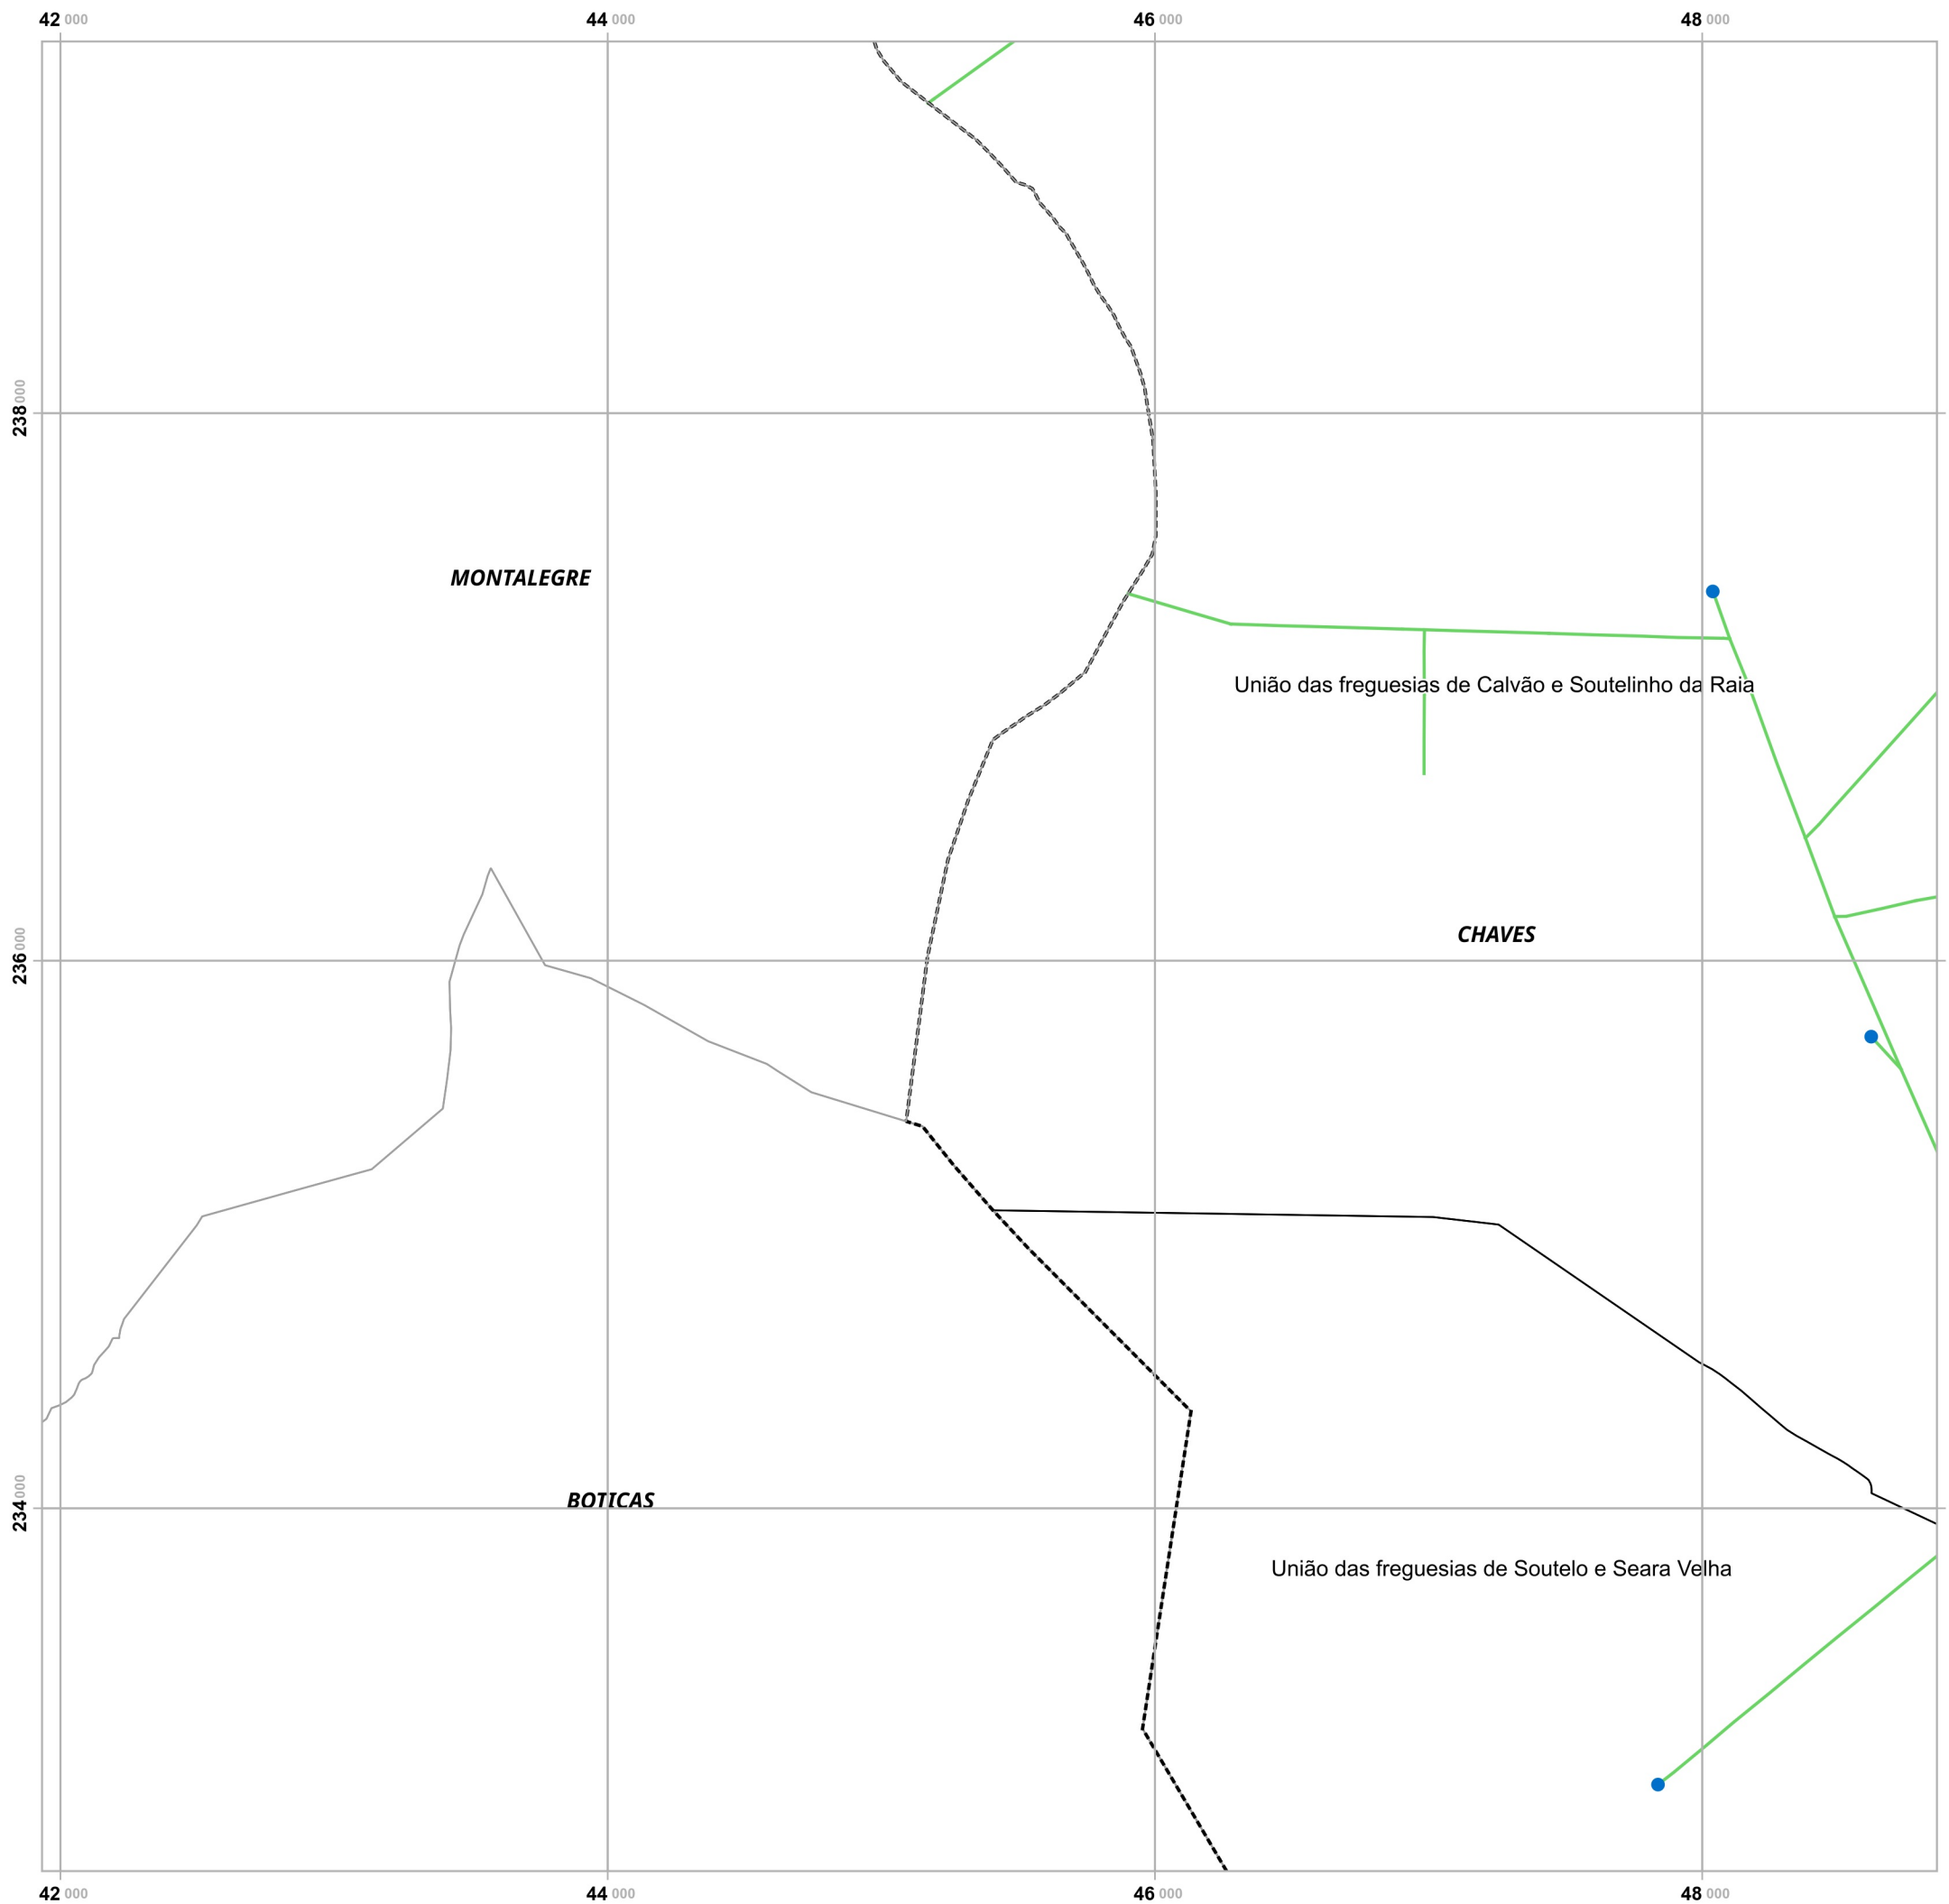 42 000 44 000 46 000 48 000
238 000
MONTALEGRE
União das freguesias de Calvão e Soutelinho da Raia
CHAVES
236 000
BOTICAS
234 000
União das freguesias de Soutelo e Seara Velha
42 000 44 000 46 000 48 000